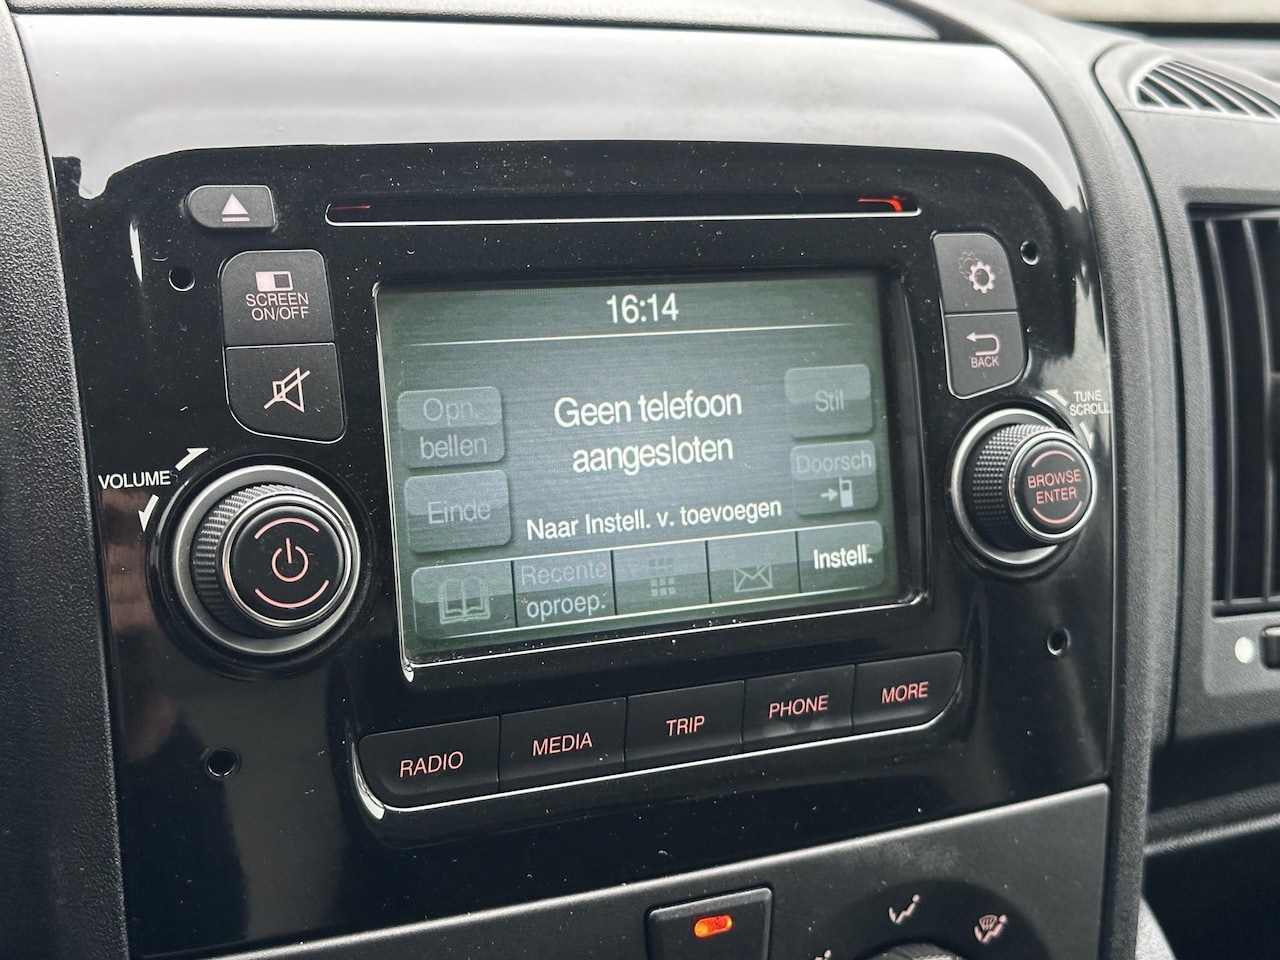 SCREEN
ON/OFF
BACK
VOLUME
TUNE
SCROLL
BROWSE
ENTER
16:14
Opn.
bellen
Geen telefoon
aangesloten
Stil
Doorsch
Einde
Naar Instell. v. toevoegen
Recente
oproep.
Instell.
RADIO
MEDIA
TRIP
PHONE
MORE